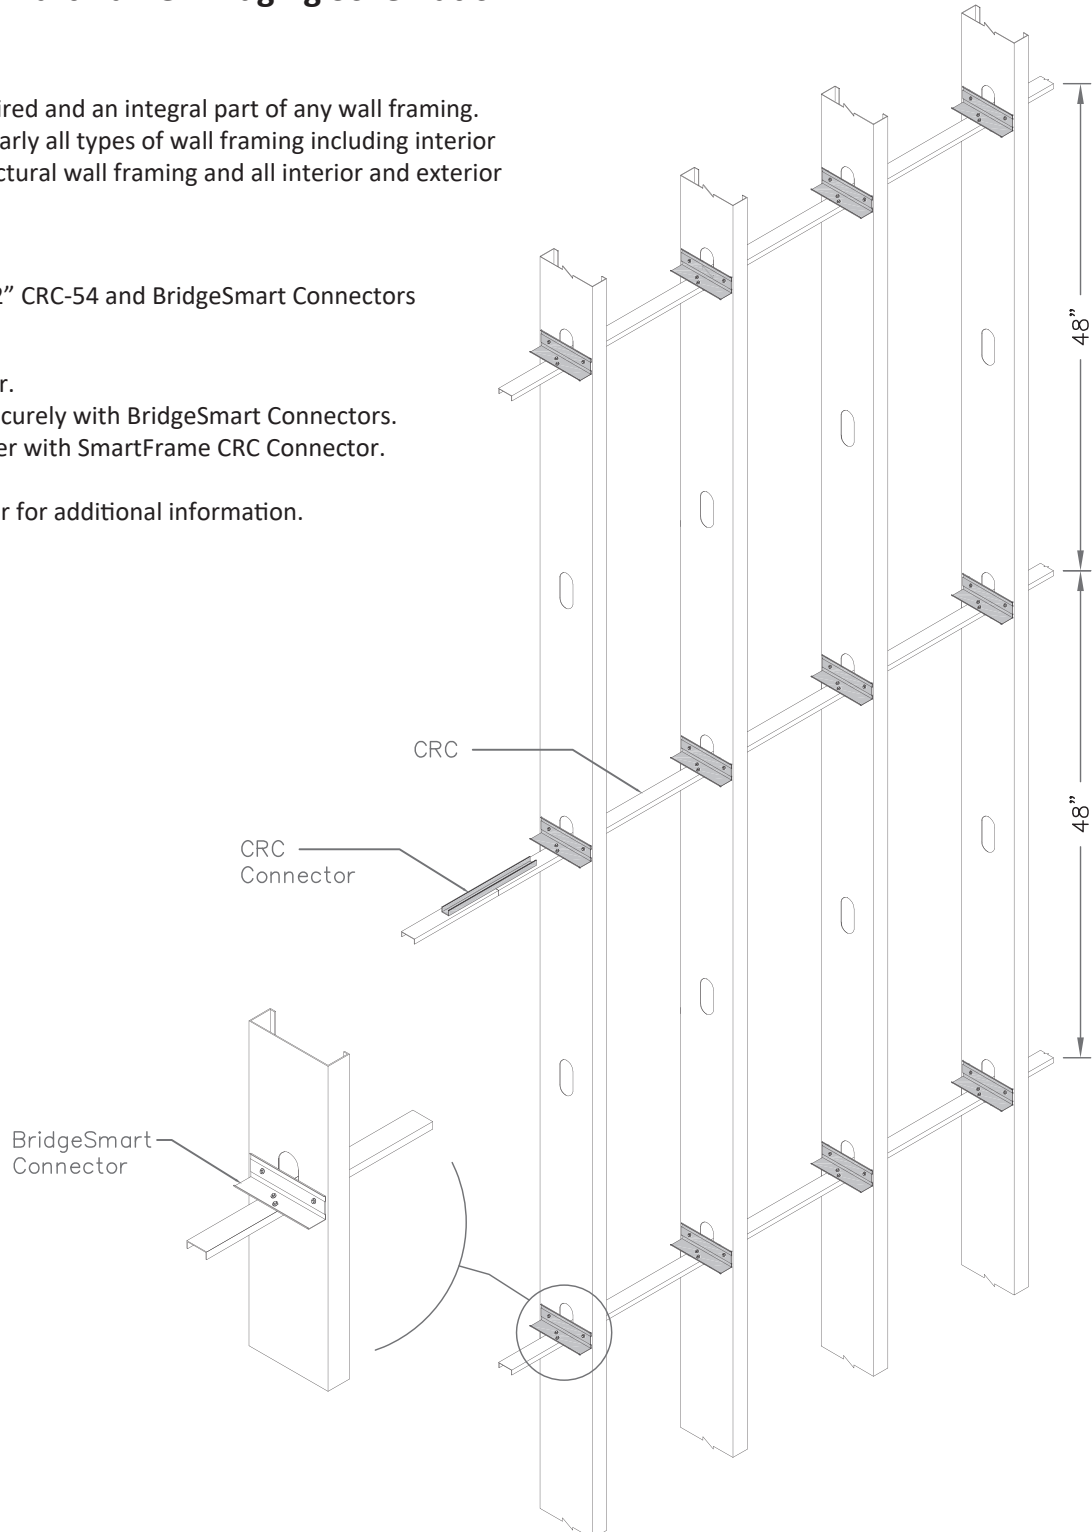 ired and an integral part of any wall framing.
arly all types of wall framing including interior
ctural wall framing and all interior and exterior
2” CRC-54 and BridgeSmart Connectors
r.
curely with BridgeSmart Connectors.
er with SmartFrame CRC Connector.
r for additional information.
48”
48”
CRC
CRC
Connector
BridgeSmart
Connector